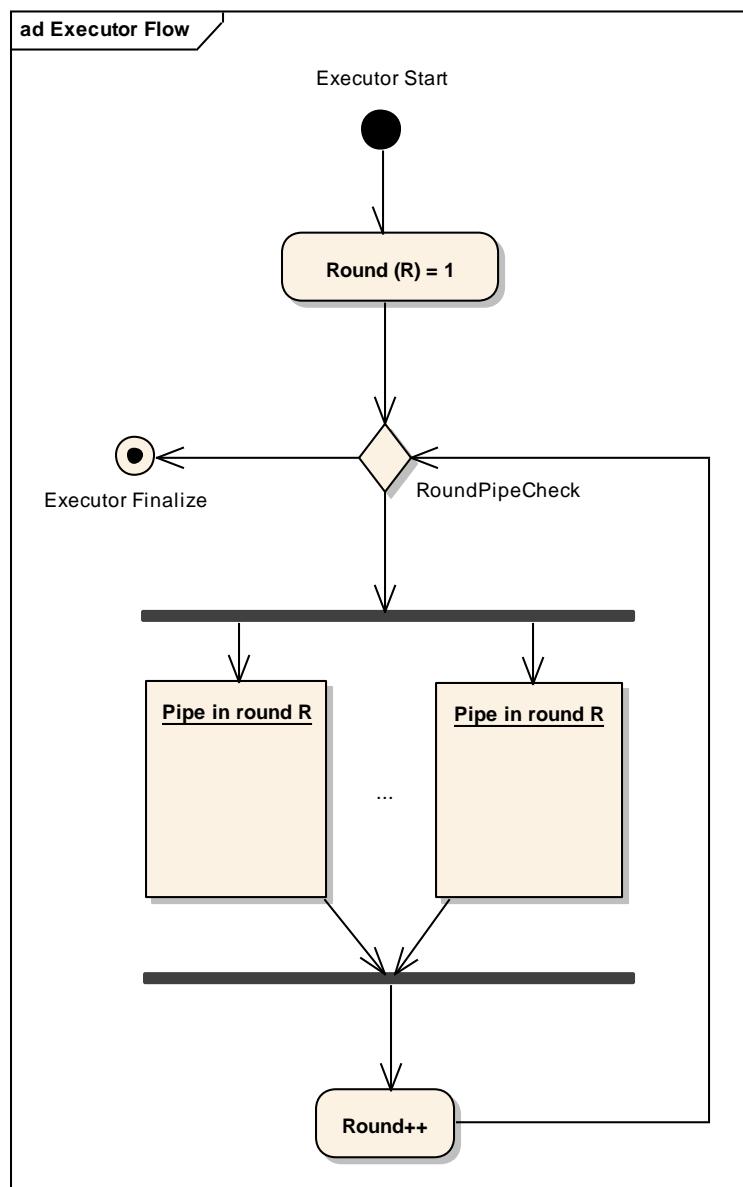 ad Executor Flow
Executor Start
Round (R) = 1
Executor Finalize
RoundPipeCheck
Pipe in round R
Pipe in round R
...
Round++